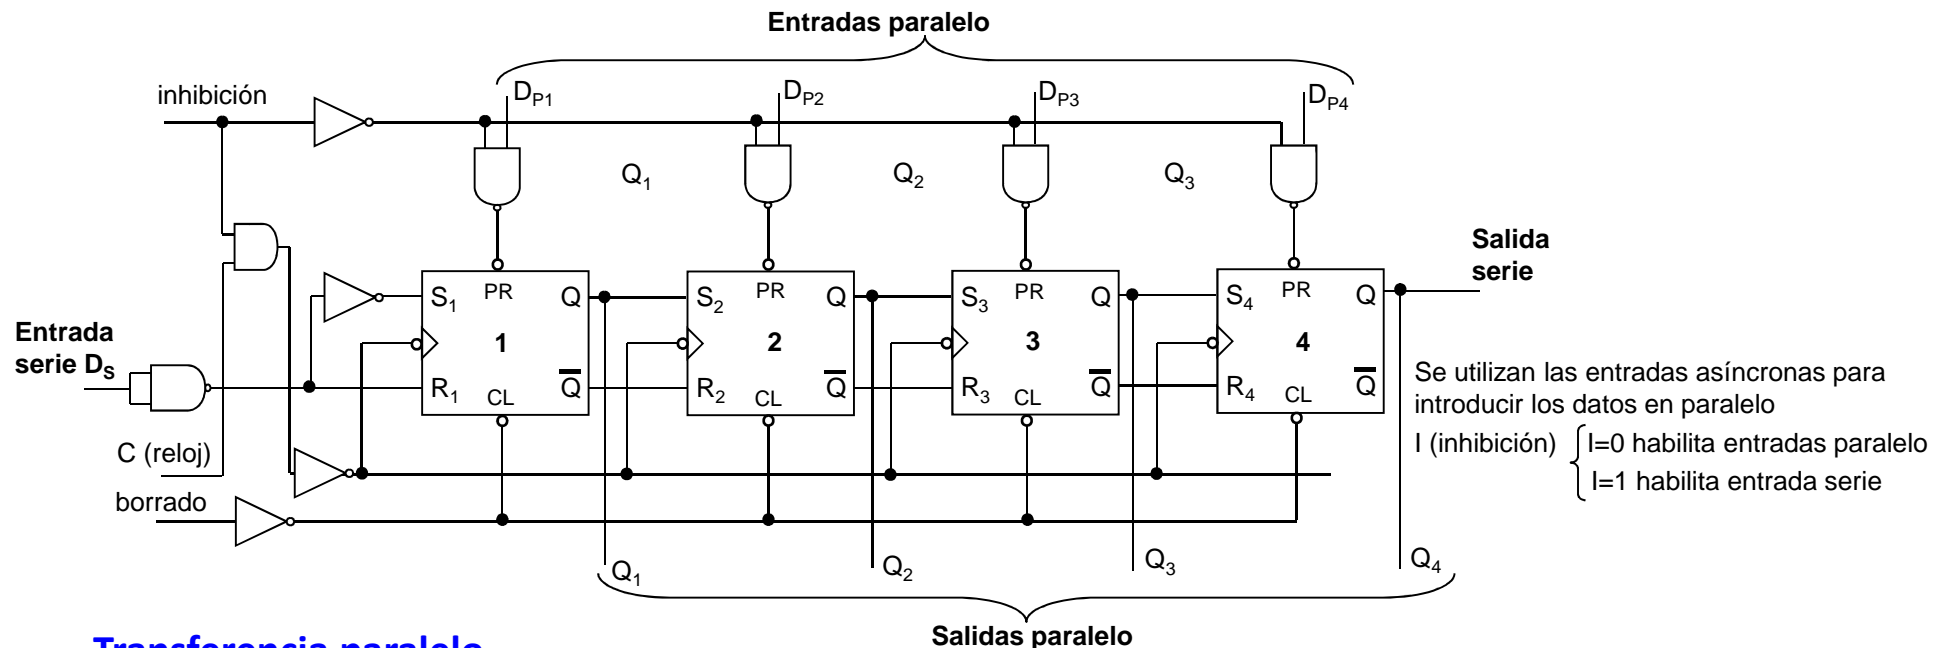 Entradas paralelo
inhibición
D_P1
D_P2
D_P3
D_P4
Q_1
Q_2
Q_3
Salida
serie
S_1 PR Q
S_2 PR Q
S_3 PR Q
S_4 PR Q
Entrada
serie D_S
1
2
3
4
R_1 CL Q̅
R_2 CL Q̅
R_3 CL Q̅
R_4 CL Q̅
Se utilizan las entradas asíncronas para
introducir los datos en paralelo
C (reloj)
I (inhibición)
I=0 habilita entradas paralelo
I=1 habilita entrada serie
borrado
Q_1
Q_2
Q_3
Q_4
Salidas paralelo
Transferencia paralelo